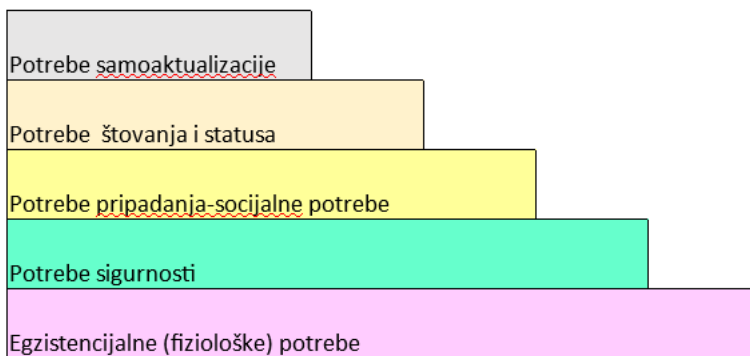 Potrebe samoaktualizacije
Potrebe  štovanja i statusa
Potrebe pripadanja-socijalne potrebe
Potrebe sigurnosti
Egzistencijalne (fiziološke) potrebe